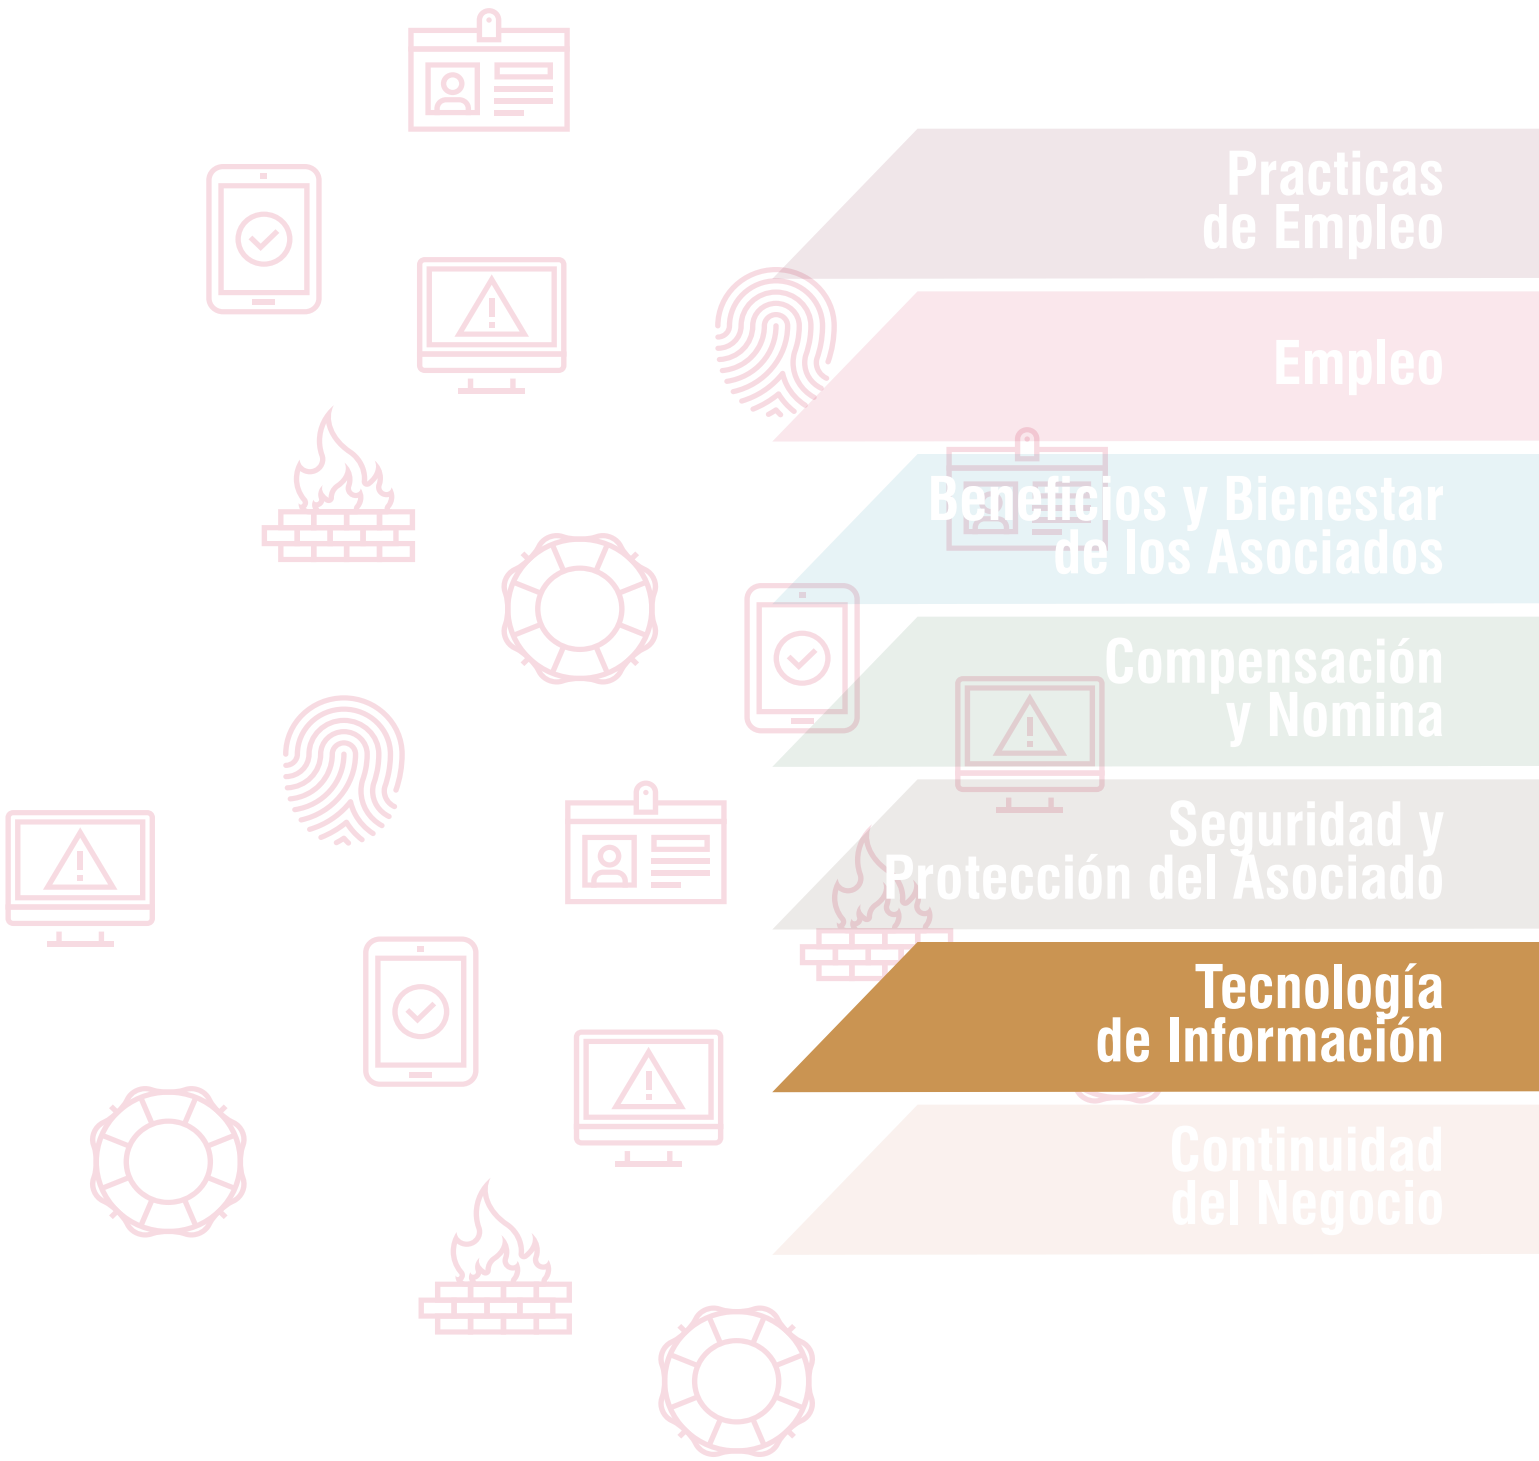 Practicas
de Empleo
Empleo
Beneficios y Bienestar
de los Asociados
Compensación
y Nomina
Seguridad y
Protección del Asociado
Tecnología
de Información
Continuidad
del Negocio